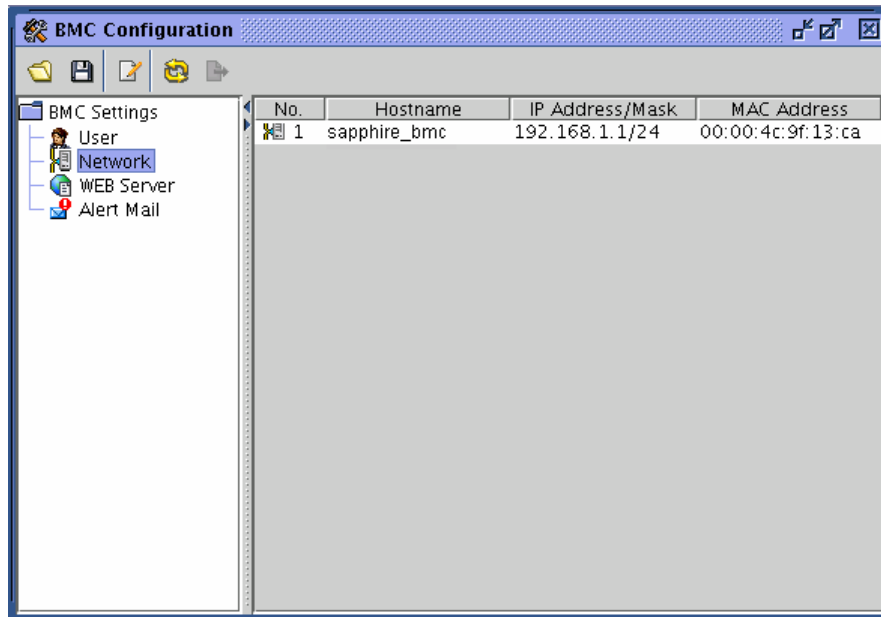 BMC Configuration
BMC Settings
User
Network
WEB Server
Alert Mail
No. Hostname IP Address/Mask MAC Address
1 sapphire_bmc 192.168.1.1/24 00:00:4c:9f:13:ca